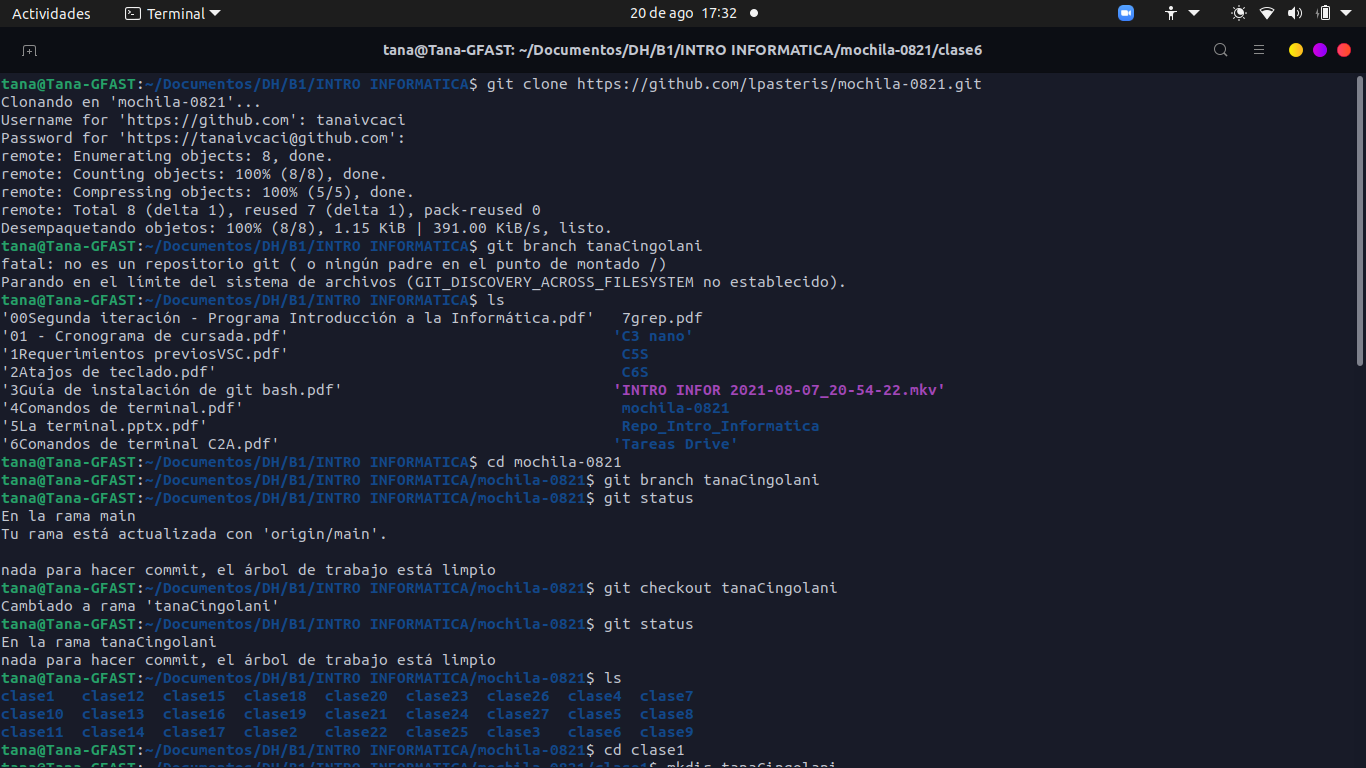 Actividades Terminal 20 de ago 17:32
tana@Tana-GFAST: ~/Documentos/DH/B1/INTRO INFORMATICA/mochila-0821/clase6
tana@Tana-GFAST:~/Documentos/DH/B1/INTRO INFORMATICA$ git clone https://github.com/lpasteris/mochila-0821.git
Clonando en 'mochila-0821'...
Username for 'https://github.com': tanaivcaci
Password for 'https://tanaivcaci@github.com':
remote: Enumerating objects: 8, done.
remote: Counting objects: 100% (8/8), done.
remote: Compressing objects: 100% (5/5), done.
remote: Total 8 (delta 1), reused 7 (delta 1), pack-reused 0
Desempaquetando objetos: 100% (8/8), 1.15 KiB | 391.00 KiB/s, listo.
tana@Tana-GFAST:~/Documentos/DH/B1/INTRO INFORMATICA$ git branch tanaCingolani
fatal: no es un repositorio git ( o ningún padre en el punto de montado /)
Parando en el límite del sistema de archivos (GIT_DISCOVERY_ACROSS_FILESYSTEM no establecido).
tana@Tana-GFAST:~/Documentos/DH/B1/INTRO INFORMATICA$ ls
'00Segunda iteración - Programa Introducción a la Informática.pdf' 7grep.pdf
'01 - Cronograma de cursada.pdf' 'C3 nano'
'1Requerimientos previosVSC.pdf' C5S
'2Atajos de teclado.pdf' C6S
'3Guía de instalación de git bash.pdf' 'INTRO INFOR 2021-08-07_20-54-22.mkv'
'4Comandos de terminal.pdf' mochila-0821
'5La terminal.pptx.pdf' Repo_Intro_Informatica
'6Comandos de terminal C2A.pdf' 'Tareas Drive'
tana@Tana-GFAST:~/Documentos/DH/B1/INTRO INFORMATICA$ cd mochila-0821
tana@Tana-GFAST:~/Documentos/DH/B1/INTRO INFORMATICA/mochila-0821$ git branch tanaCingolani
tana@Tana-GFAST:~/Documentos/DH/B1/INTRO INFORMATICA/mochila-0821$ git status
En la rama main
Tu rama está actualizada con 'origin/main'.
nada para hacer commit, el árbol de trabajo está limpio
tana@Tana-GFAST:~/Documentos/DH/B1/INTRO INFORMATICA/mochila-0821$ git checkout tanaCingolani
Cambiado a rama 'tanaCingolani'
tana@Tana-GFAST:~/Documentos/DH/B1/INTRO INFORMATICA/mochila-0821$ git status
En la rama tanaCingolani
nada para hacer commit, el árbol de trabajo está limpio
tana@Tana-GFAST:~/Documentos/DH/B1/INTRO INFORMATICA/mochila-0821$ ls
clase1 clase12 clase15 clase18 clase20 clase23 clase26 clase4 clase7
clase10 clase13 clase16 clase19 clase21 clase24 clase27 clase5 clase8
clase11 clase14 clase17 clase2 clase22 clase25 clase3 clase6 clase9
tana@Tana-GFAST:~/Documentos/DH/B1/INTRO INFORMATICA/mochila-0821$ cd clase1
tana@Tana-GFAST:~/Documentos/DH/B1/INTRO INFORMATICA/mochila-0821/clase1$ mkdir tanaCingolani